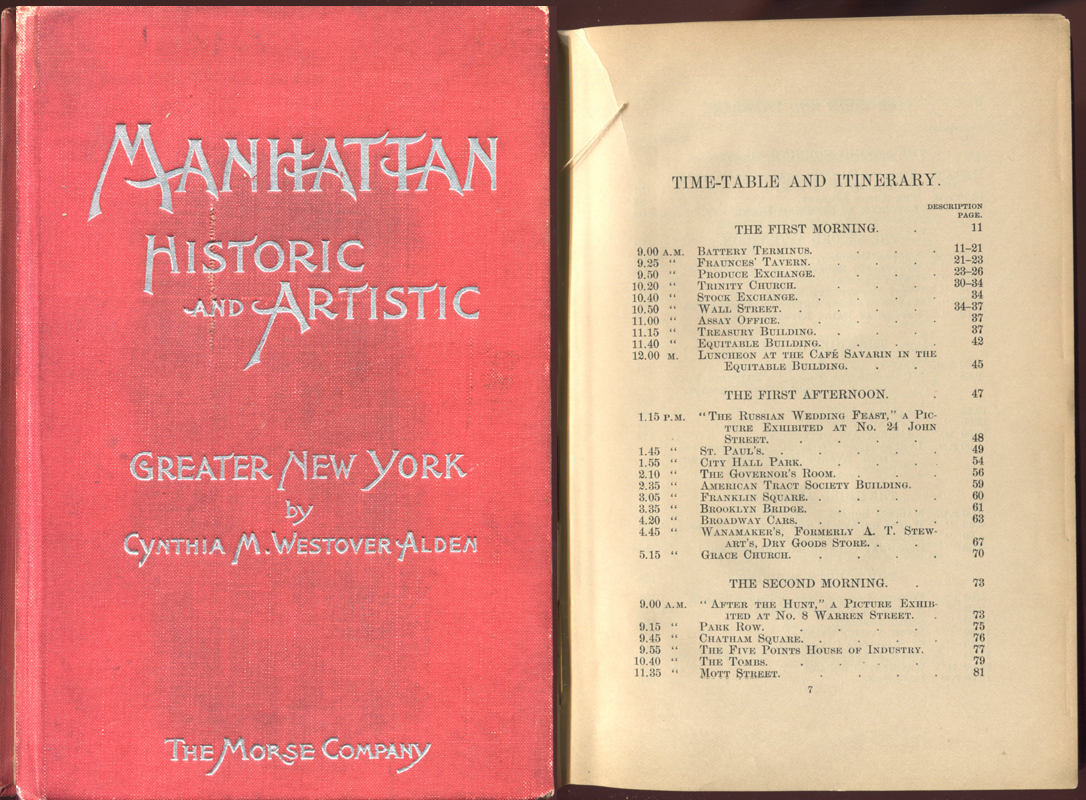 MANHATTAN
HISTORIC
AND ARTISTIC
GREATER NEW YORK
by
CYNTHIA M. WESTOVER ALDEN
THE MORSE COMPANY
TIME-TABLE AND ITINERARY.
DESCRIPTION
PAGE.
THE FIRST MORNING. . 11
9.00 A.M. BATTERY TERMINUS. . . . . 11–21
9.25 “ FRAUNCES' TAVERN. . . . . 21–23
9.50 “ PRODUCE EXCHANGE. . . . . 23–26
10.20 “ TRINITY CHURCH. . . . . 30–34
10.40 “ STOCK EXCHANGE. . . . . 34
10.50 “ WALL STREET. . . . . 34–37
11.00 “ ASSAY OFFICE. . . . . 37
11.15 “ TREASURY BUILDING. . . . . 37
11.40 “ EQUITABLE BUILDING. . . . . 42
12.00 M. LUNCHEON AT THE CAFÉ SAVARIN IN THE
EQUITABLE BUILDING. . . 45
THE FIRST AFTERNOON. . 47
1.15 P.M. “THE RUSSIAN WEDDING FEAST,” A PIC-
TURE EXHIBITED AT NO. 24 JOHN
STREET. . . . . 48
1.45 “ ST. PAUL'S. . . . . 49
1.55 “ CITY HALL PARK. . . . . 54
2.10 “ THE GOVERNOR'S ROOM. . . . . 56
2.35 “ AMERICAN TRACT SOCIETY BUILDING. . 59
3.05 “ FRANKLIN SQUARE. . . . . 60
3.35 “ BROOKLYN BRIDGE. . . . . 61
4.20 “ BROADWAY CARS. . . . . 63
4.45 “ WANAMAKER'S, FORMERLY A. T. STEW-
ART'S, DRY GOODS STORE. . . 67
5.15 “ GRACE CHURCH. . . . . 70
THE SECOND MORNING. . 73
9.00 A.M. “AFTER THE HUNT,” A PICTURE EXHIB-
ITED AT NO. 8 WARREN STREET. . 73
9.15 “ PARK ROW. . . . . 75
9.45 “ CHATHAM SQUARE. . . . . 76
9.55 “ THE FIVE POINTS HOUSE OF INDUSTRY. 77
10.40 “ THE TOMBS. . . . . 79
11.35 “ MOTT STREET. . . . . 81
7